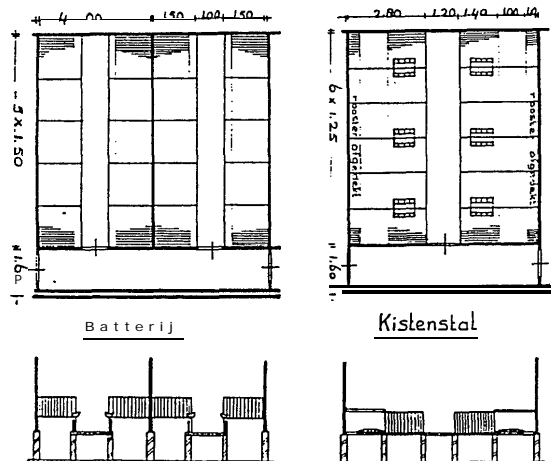 4 00 1.50 1.00 1.50
5 x 1.50
1.60
Batterij
2.80 1.20 1.40 1.00
6 x 1.25
rooster afgedekt
rooster afgedekt
1.60
Kistenstal